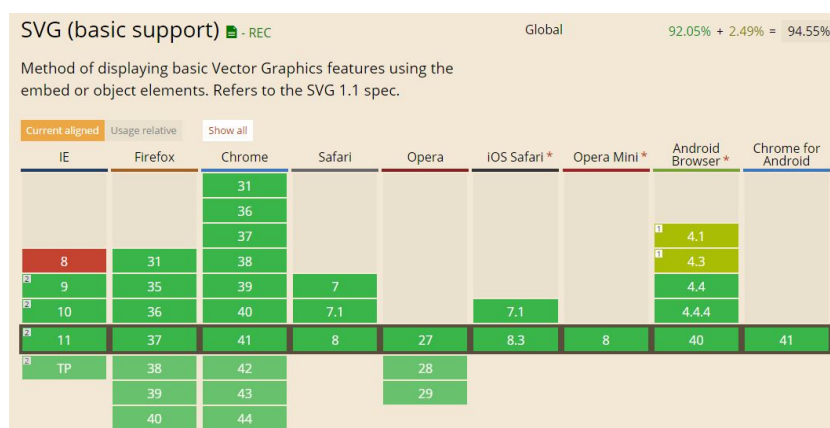 SVG (basic support) - REC Global 92.05% + 2.49% = 94.55%
Method of displaying basic Vector Graphics features using the
embed or object elements. Refers to the SVG 1.1 spec.
Current aligned Usage relative Show all
IE Firefox Chrome Safari Opera iOS Safari * Opera Mini * Android Browser * Chrome for Android
31
36
37 1 4.1
8 31 38 1 4.3
2 9 35 39 7 4.4
2 10 36 40 7.1 7.1 4.4.4
2 11 37 41 8 27 8.3 8 40 41
2 TP 38 42 28
39 43 29
40 44